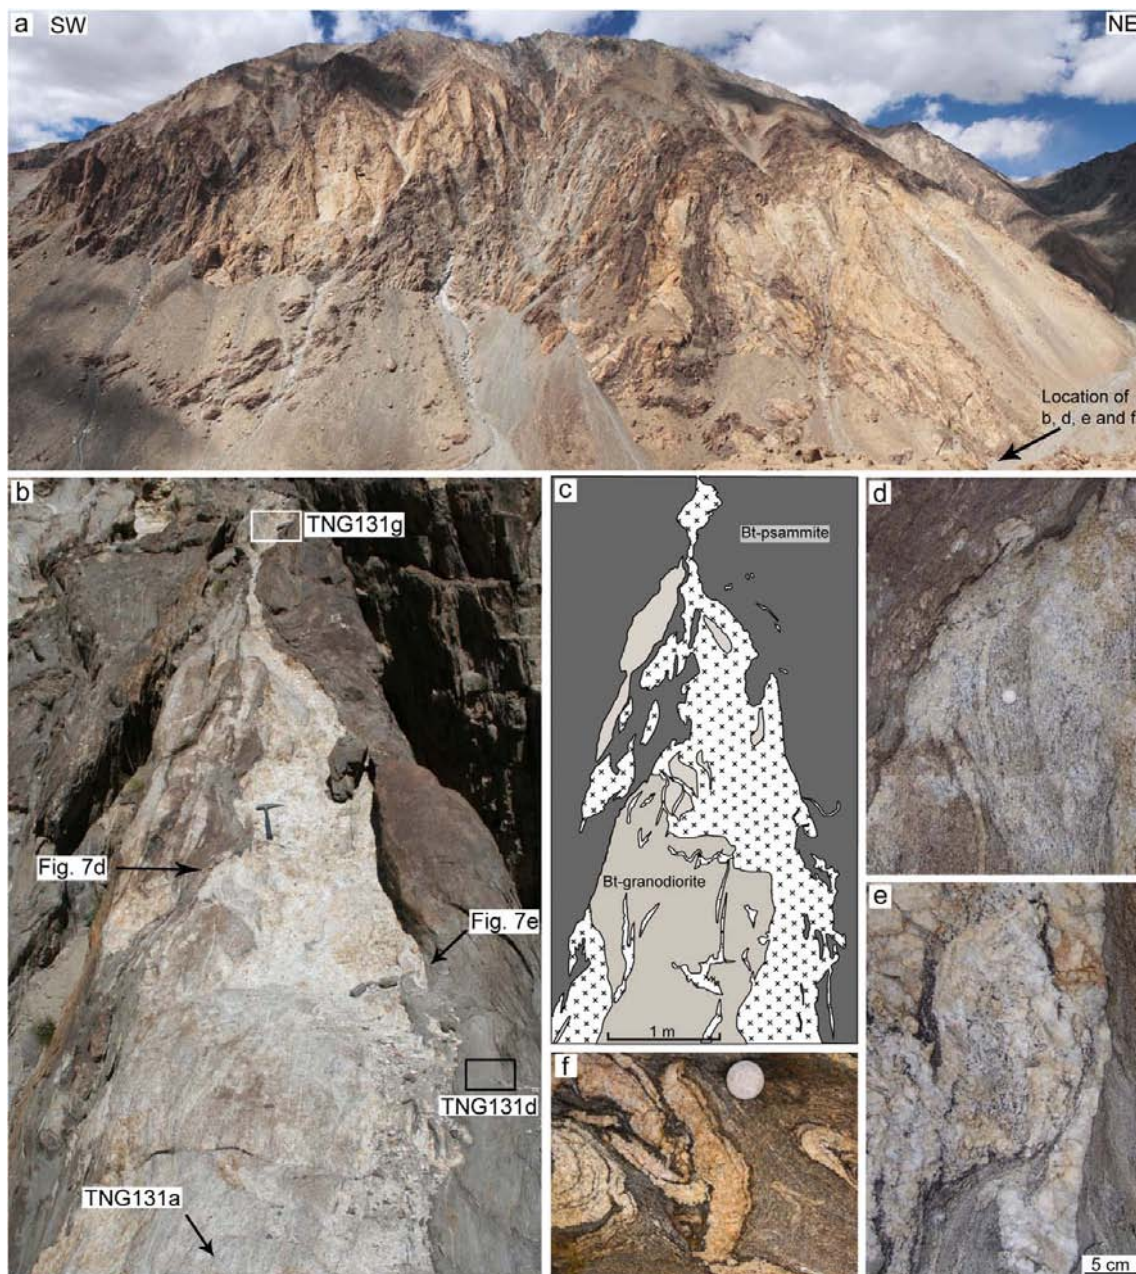 a SW
NE
Location of
b, d, e and f
b
TNG131g
Fig. 7d
Fig. 7e
TNG131d
TNG131a
c
Bt-psammite
Bt-granodiorite
1 m
d
e
5 cm
f